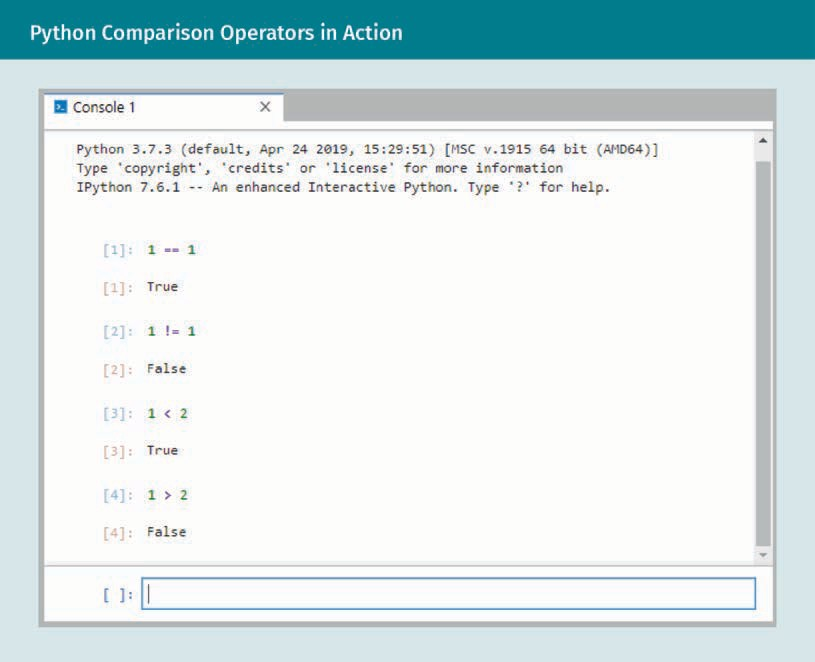 Python Comparison Operators in Action
Console 1
Python 3.7.3 (default, Apr 24 2019, 15:29:51) [MSC v.1915 64 bit (AMD64)]
Type 'copyright', 'credits' or 'license' for more information
IPython 7.6.1 -- An enhanced Interactive Python. Type '?' for help.
[1]: 1 == 1
[1]: True
[2]: 1 != 1
[2]: False
[3]: 1 < 2
[3]: True
[4]: 1 > 2
[4]: False
[ ]: